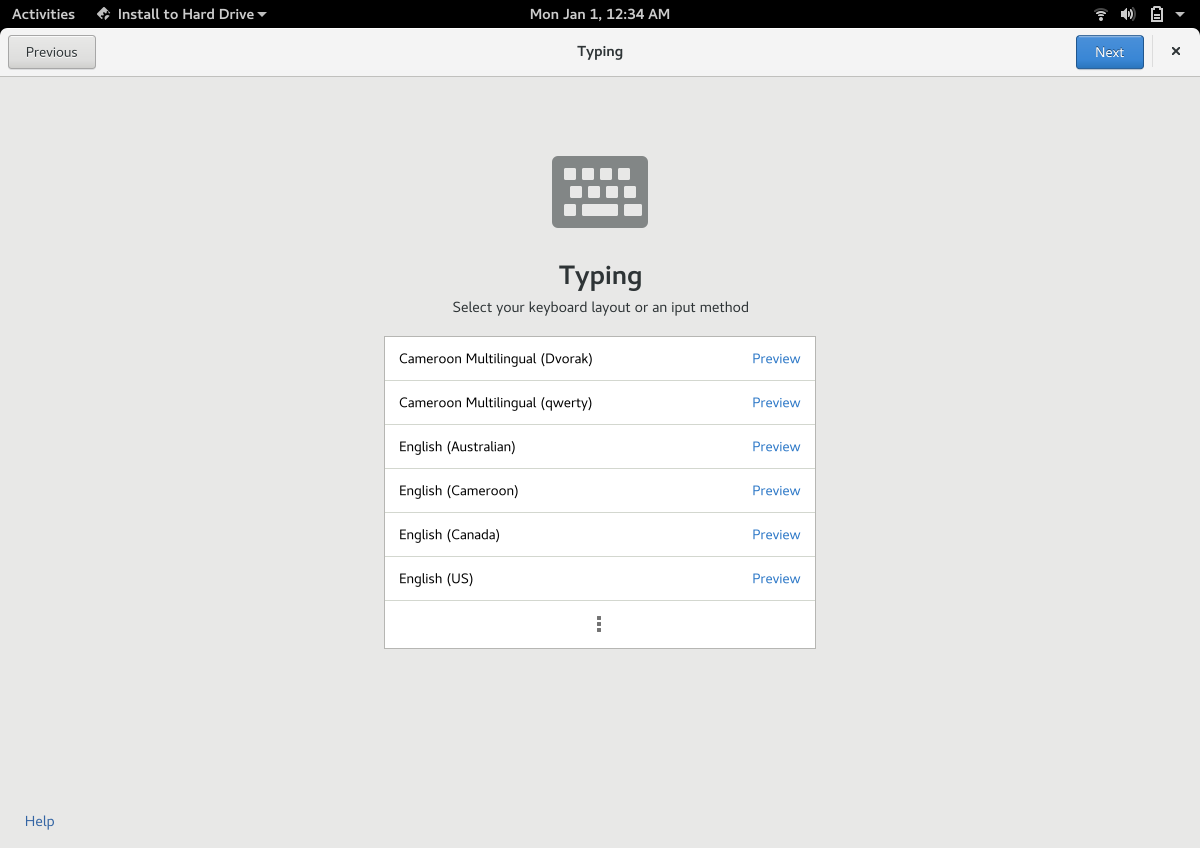 Activities Install to Hard Drive Mon Jan 1, 12:34 AM
Previous Typing Next
Typing
Select your keyboard layout or an iput method
Cameroon Multilingual (Dvorak) Preview
Cameroon Multilingual (qwerty) Preview
English (Australian) Preview
English (Cameroon) Preview
English (Canada) Preview
English (US) Preview
Help